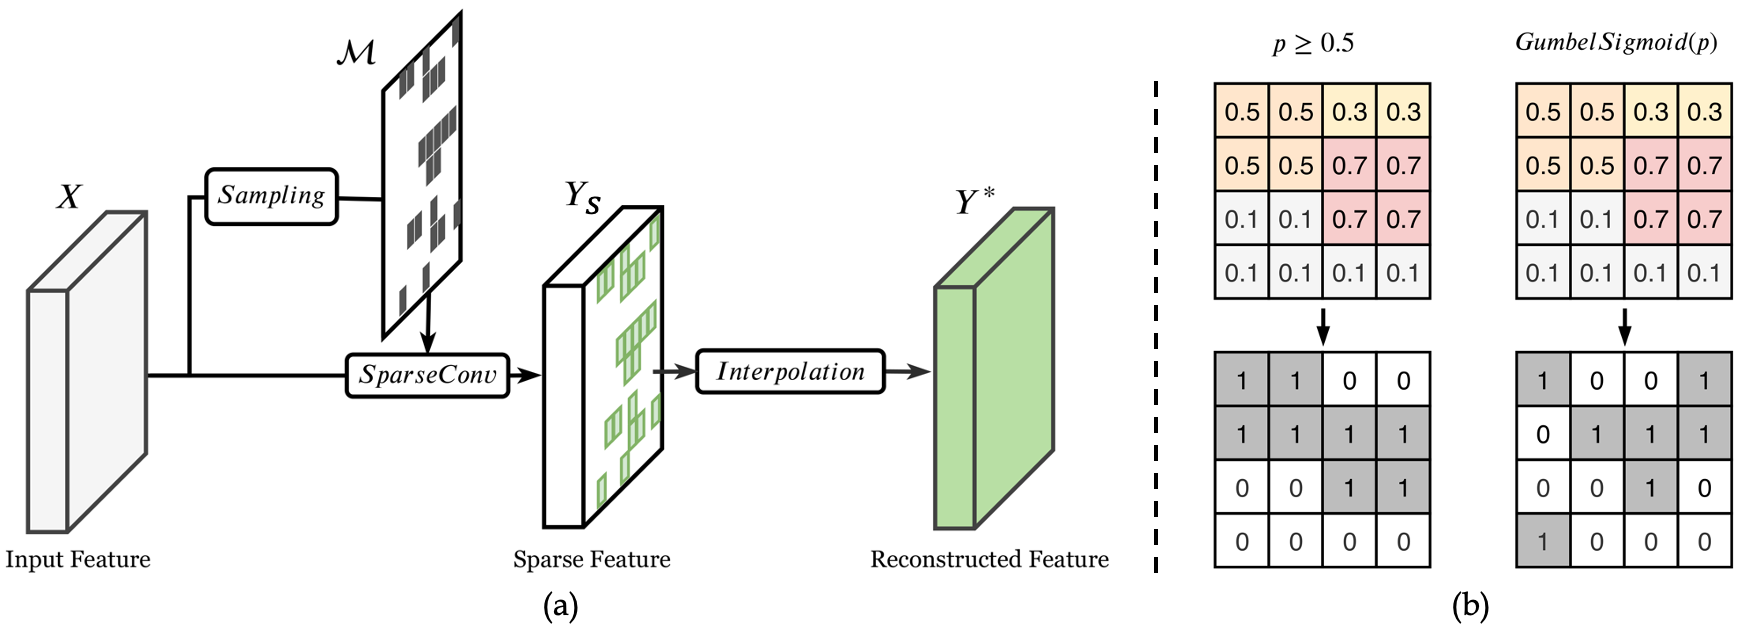 M
Sampling
X
SparseConv
Y_S
Interpolation
Y*
Input Feature
Sparse Feature
Reconstructed Feature
(a)
p ≥ 0.5
0.5 0.5 0.3 0.3
0.5 0.5 0.7 0.7
0.1 0.1 0.7 0.7
0.1 0.1 0.1 0.1
1 1 0 0
1 1 1 1
0 0 1 1
0 0 0 0
GumbelSigmoid(p)
0.5 0.5 0.3 0.3
0.5 0.5 0.7 0.7
0.1 0.1 0.7 0.7
0.1 0.1 0.1 0.1
1 0 0 1
0 1 1 1
0 0 1 0
1 0 0 0
(b)